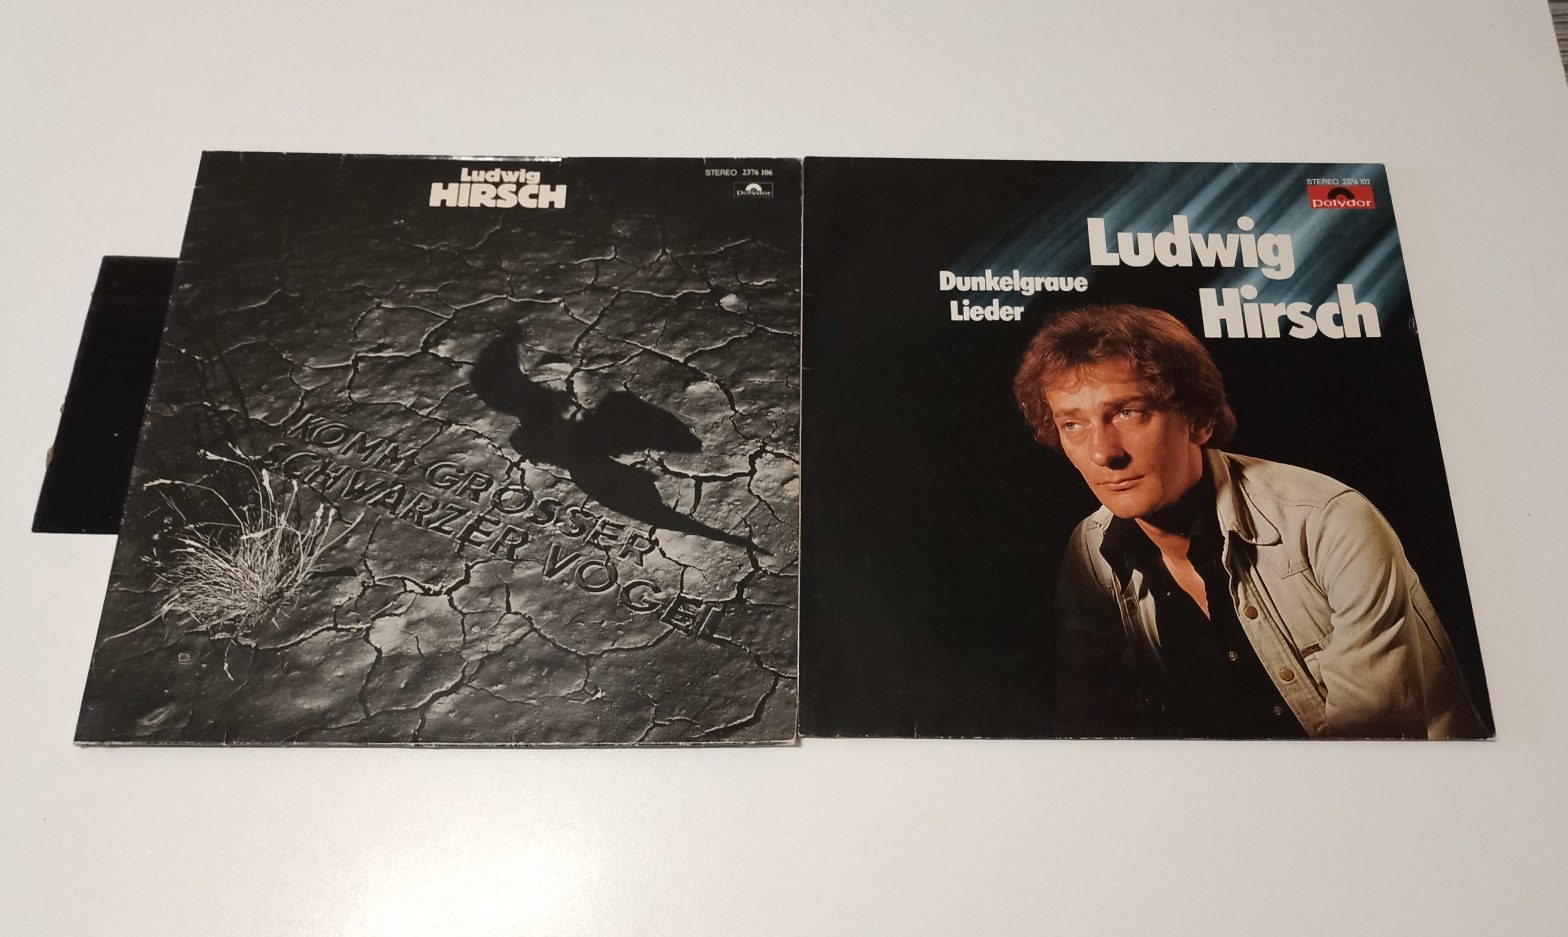 Ludwig
HIRSCH
STEREO 2376 106
Polydor
KOMM GROSSER
SCHWARZER VOGEL
STEREO 2376 102
Polydor
Ludwig
Hirsch
Dunkelgraue
Lieder